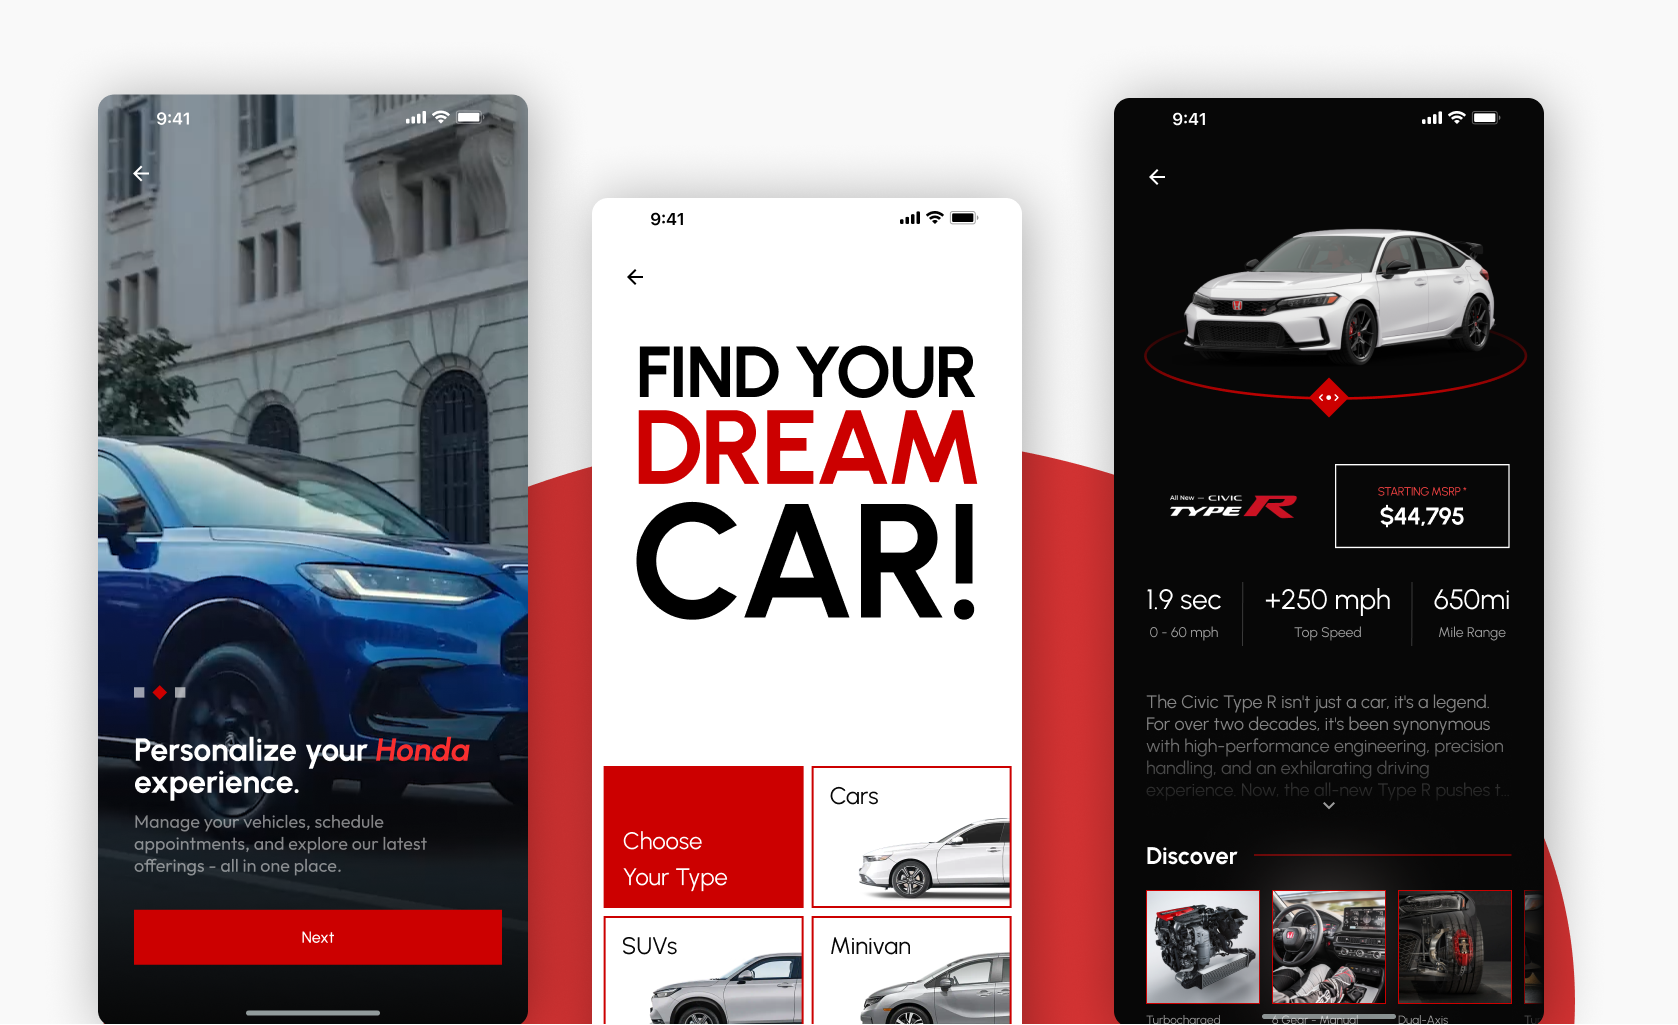 9:41
Personalize your Honda
experience.
Manage your vehicles, schedule
appointments, and explore our latest
offerings - all in one place.
Next
9:41
FIND YOUR
DREAM
CAR!
Choose
Your Type
Cars
SUVs
Minivan
9:41
All New — CIVIC
TYPE R
STARTING MSRP *
$44,795
1.9 sec
0 - 60 mph
+250 mph
Top Speed
650mi
Mile Range
The Civic Type R isn't just a car, it's a legend.
For over two decades, it's been synonymous
with high-performance engineering, precision
handling, and an exhilarating driving
experience. Now, the all-new Type R pushes t...
Discover
Turbocharged
6 Gear - Manual
Dual-Axis
Tu